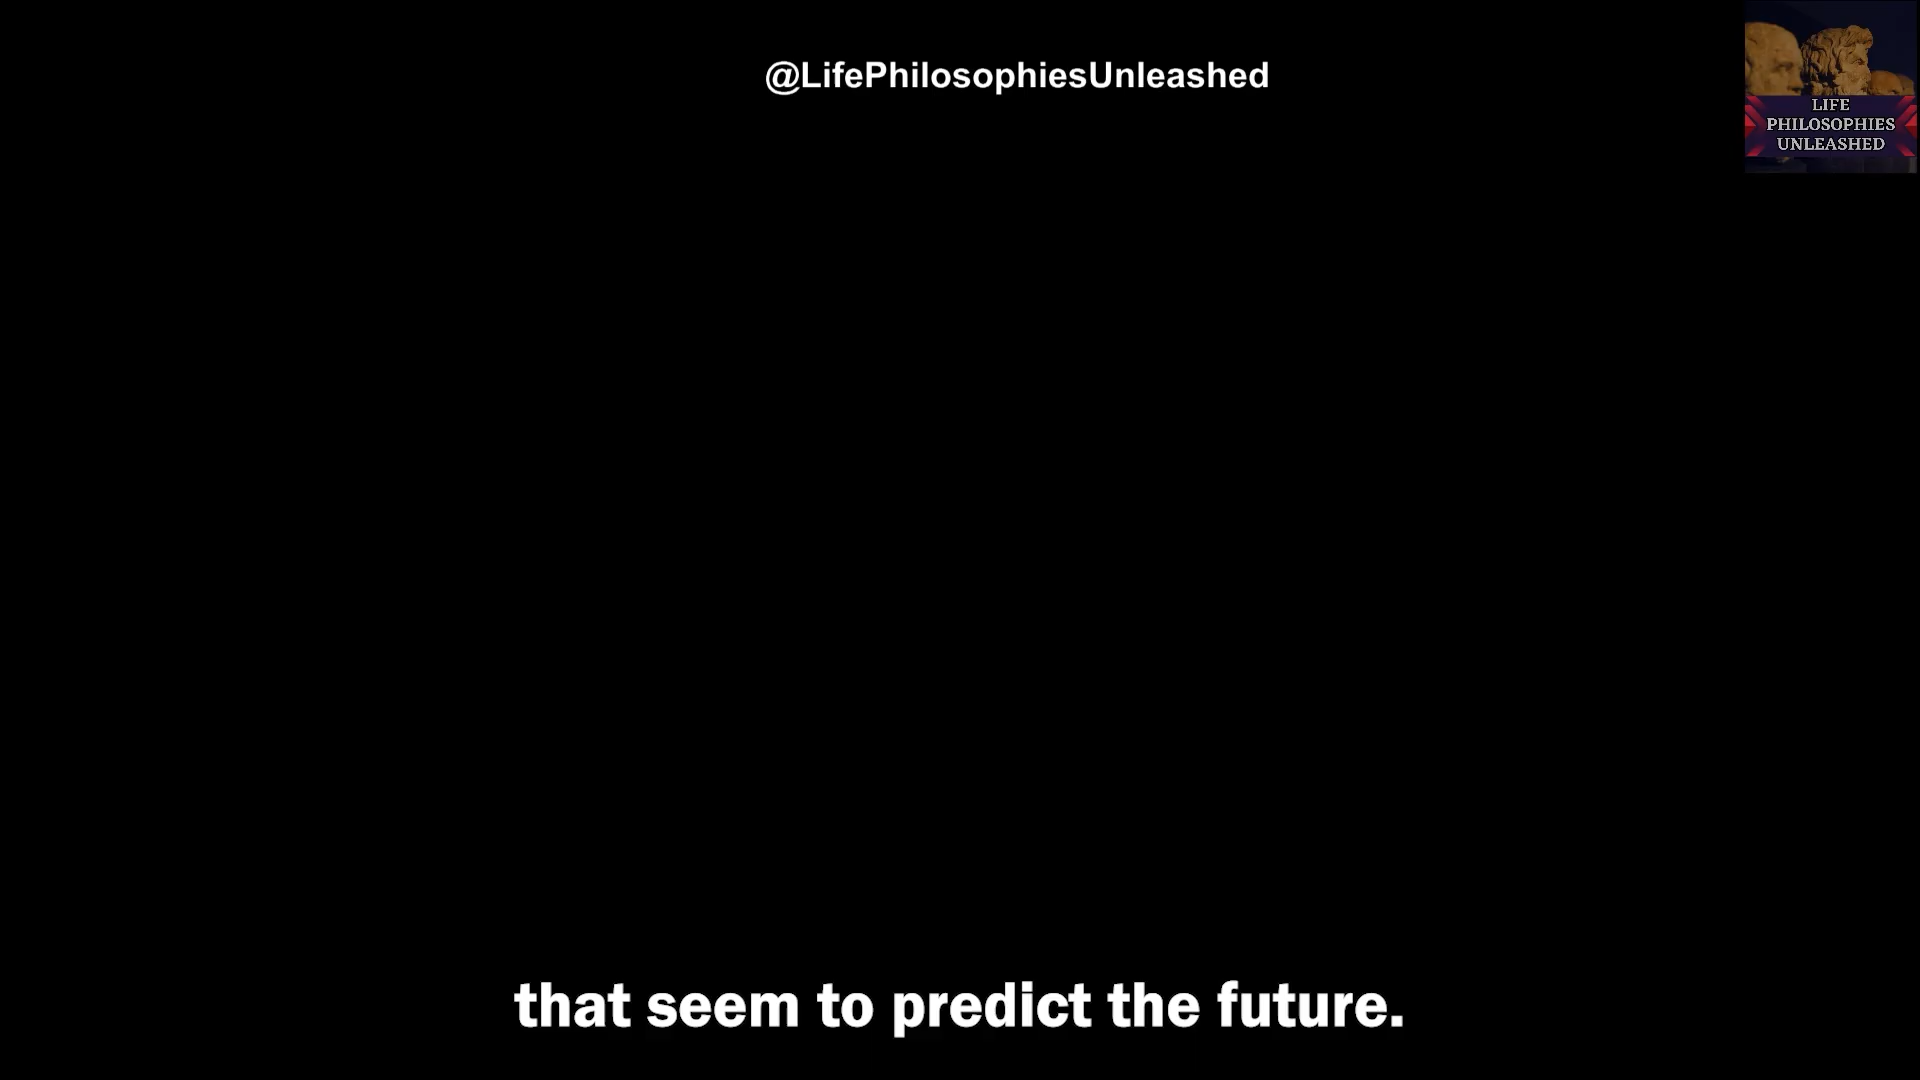 @LifePhilosophiesUnleashed
LIFE
PHILOSOPHIES
UNLEASHED
that seem to predict the future.